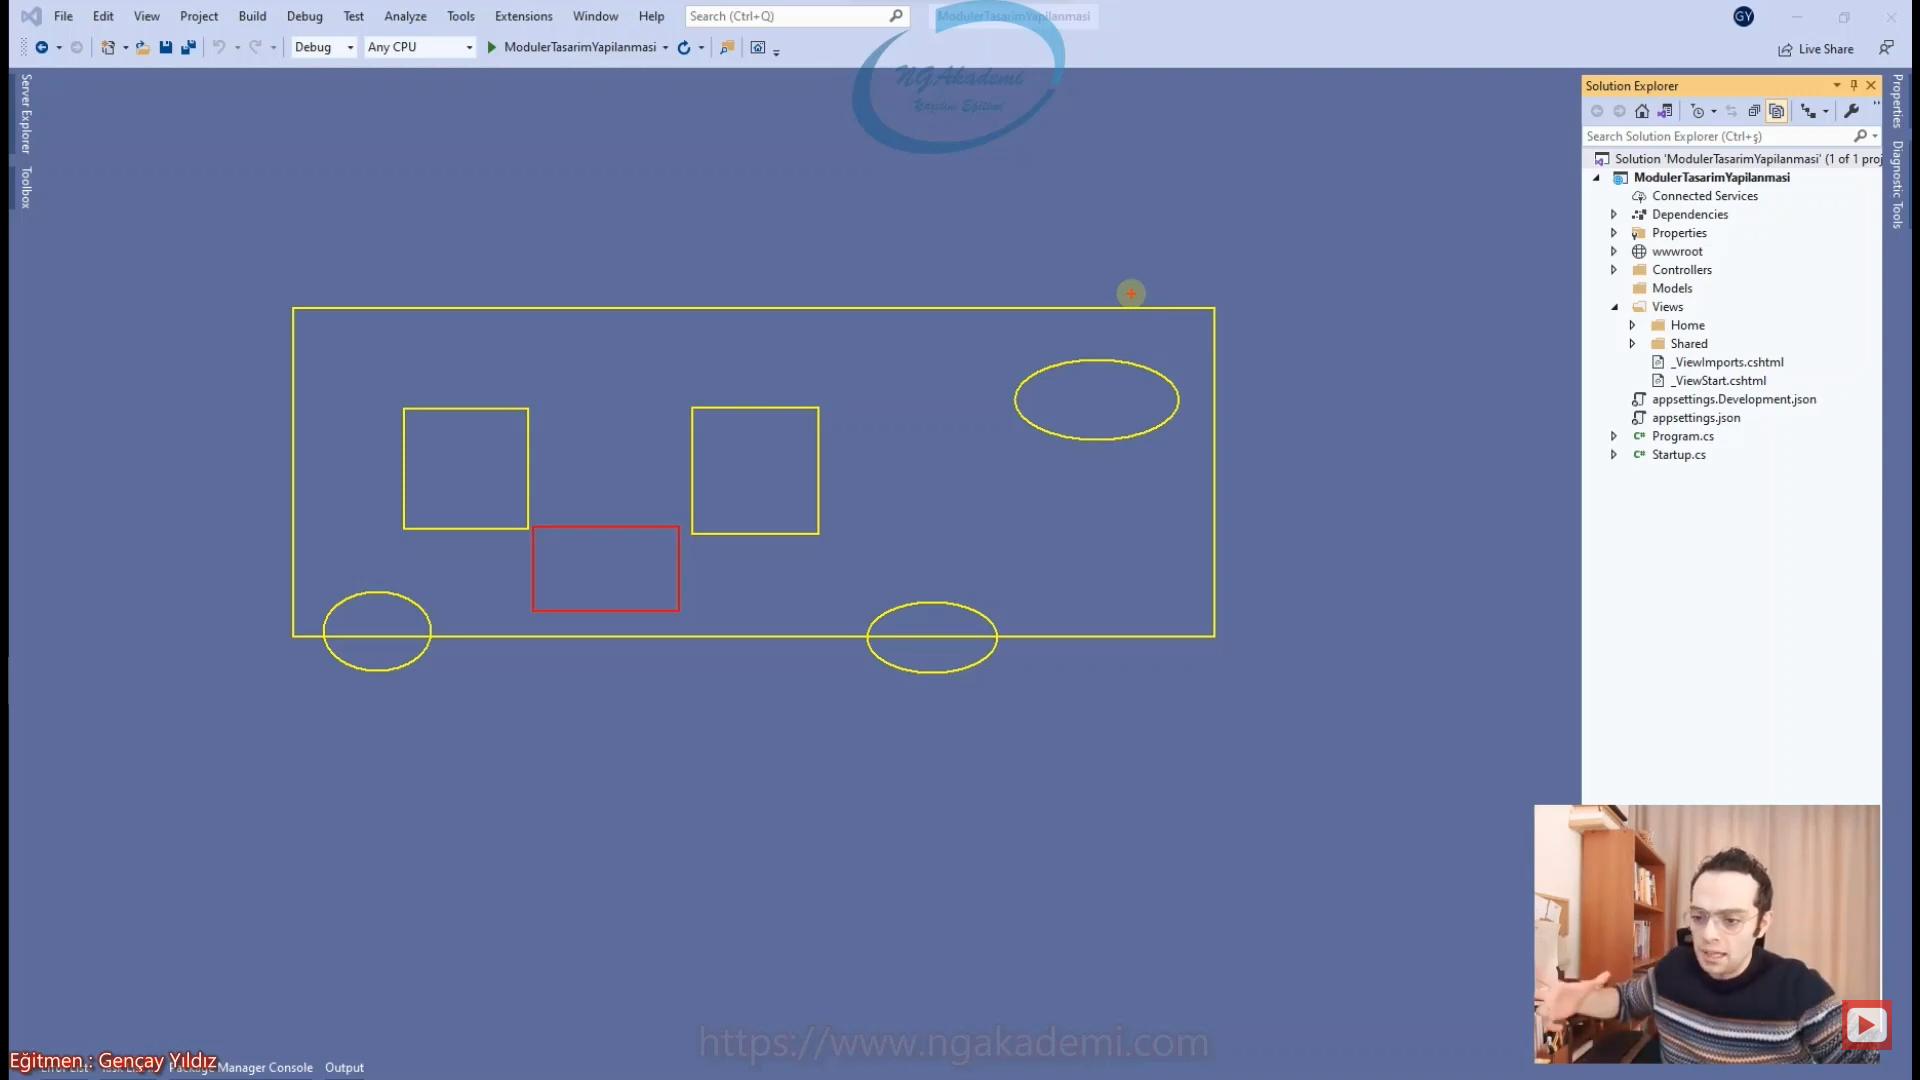 File Edit View Project Build Debug Test Analyze Tools Extensions Window Help Search (Ctrl+Q) ModulerTasarimYapilanmasi GY
Debug Any CPU ModulerTasarimYapilanmasi Live Share
NGAkademi
Yazılım Eğitimi
Server Explorer
Toolbox
Solution Explorer
Search Solution Explorer (Ctrl+ş)
Solution 'ModulerTasarimYapilanmasi' (1 of 1 proj
ModulerTasarimYapilanmasi
Connected Services
Dependencies
Properties
wwwroot
Controllers
Models
Views
Home
Shared
_ViewImports.cshtml
_ViewStart.cshtml
appsettings.Development.json
appsettings.json
C# Program.cs
C# Startup.cs
Properties
Diagnostic Tools
https://www.ngakademi.com
Eğitmen : Gençay Yıldız
Manager Console Output